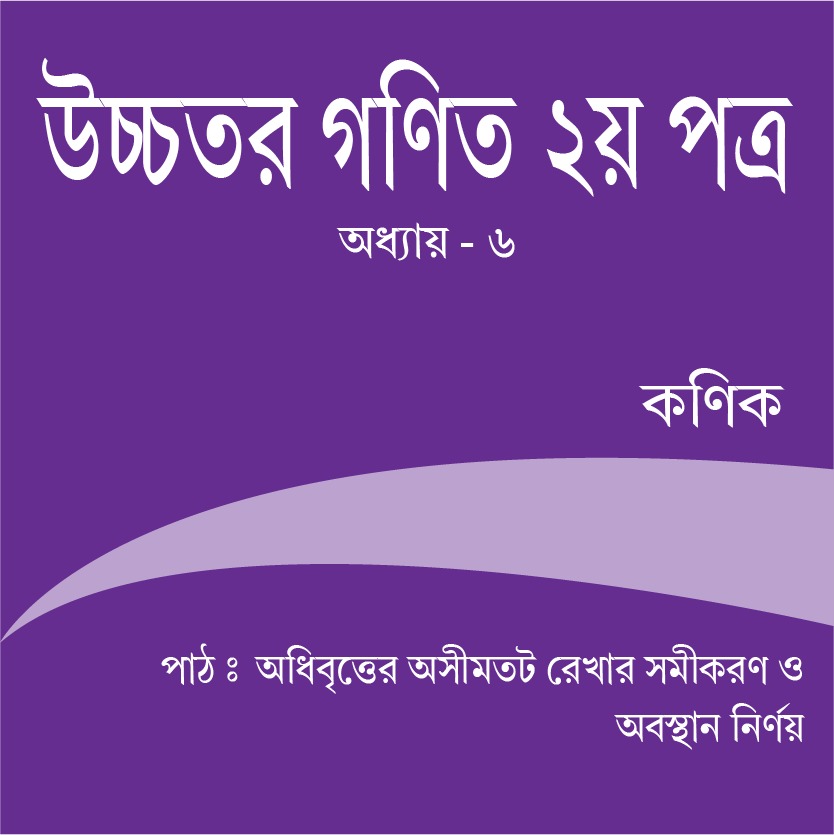 উচ্চতর গণিত ২য় পত্র
অধ্যায় - ৬
কণিক
পাঠ ঃ অধিবৃত্তের অসীমতট রেখার সমীকরণ ও
অবস্থান নির্ণয়